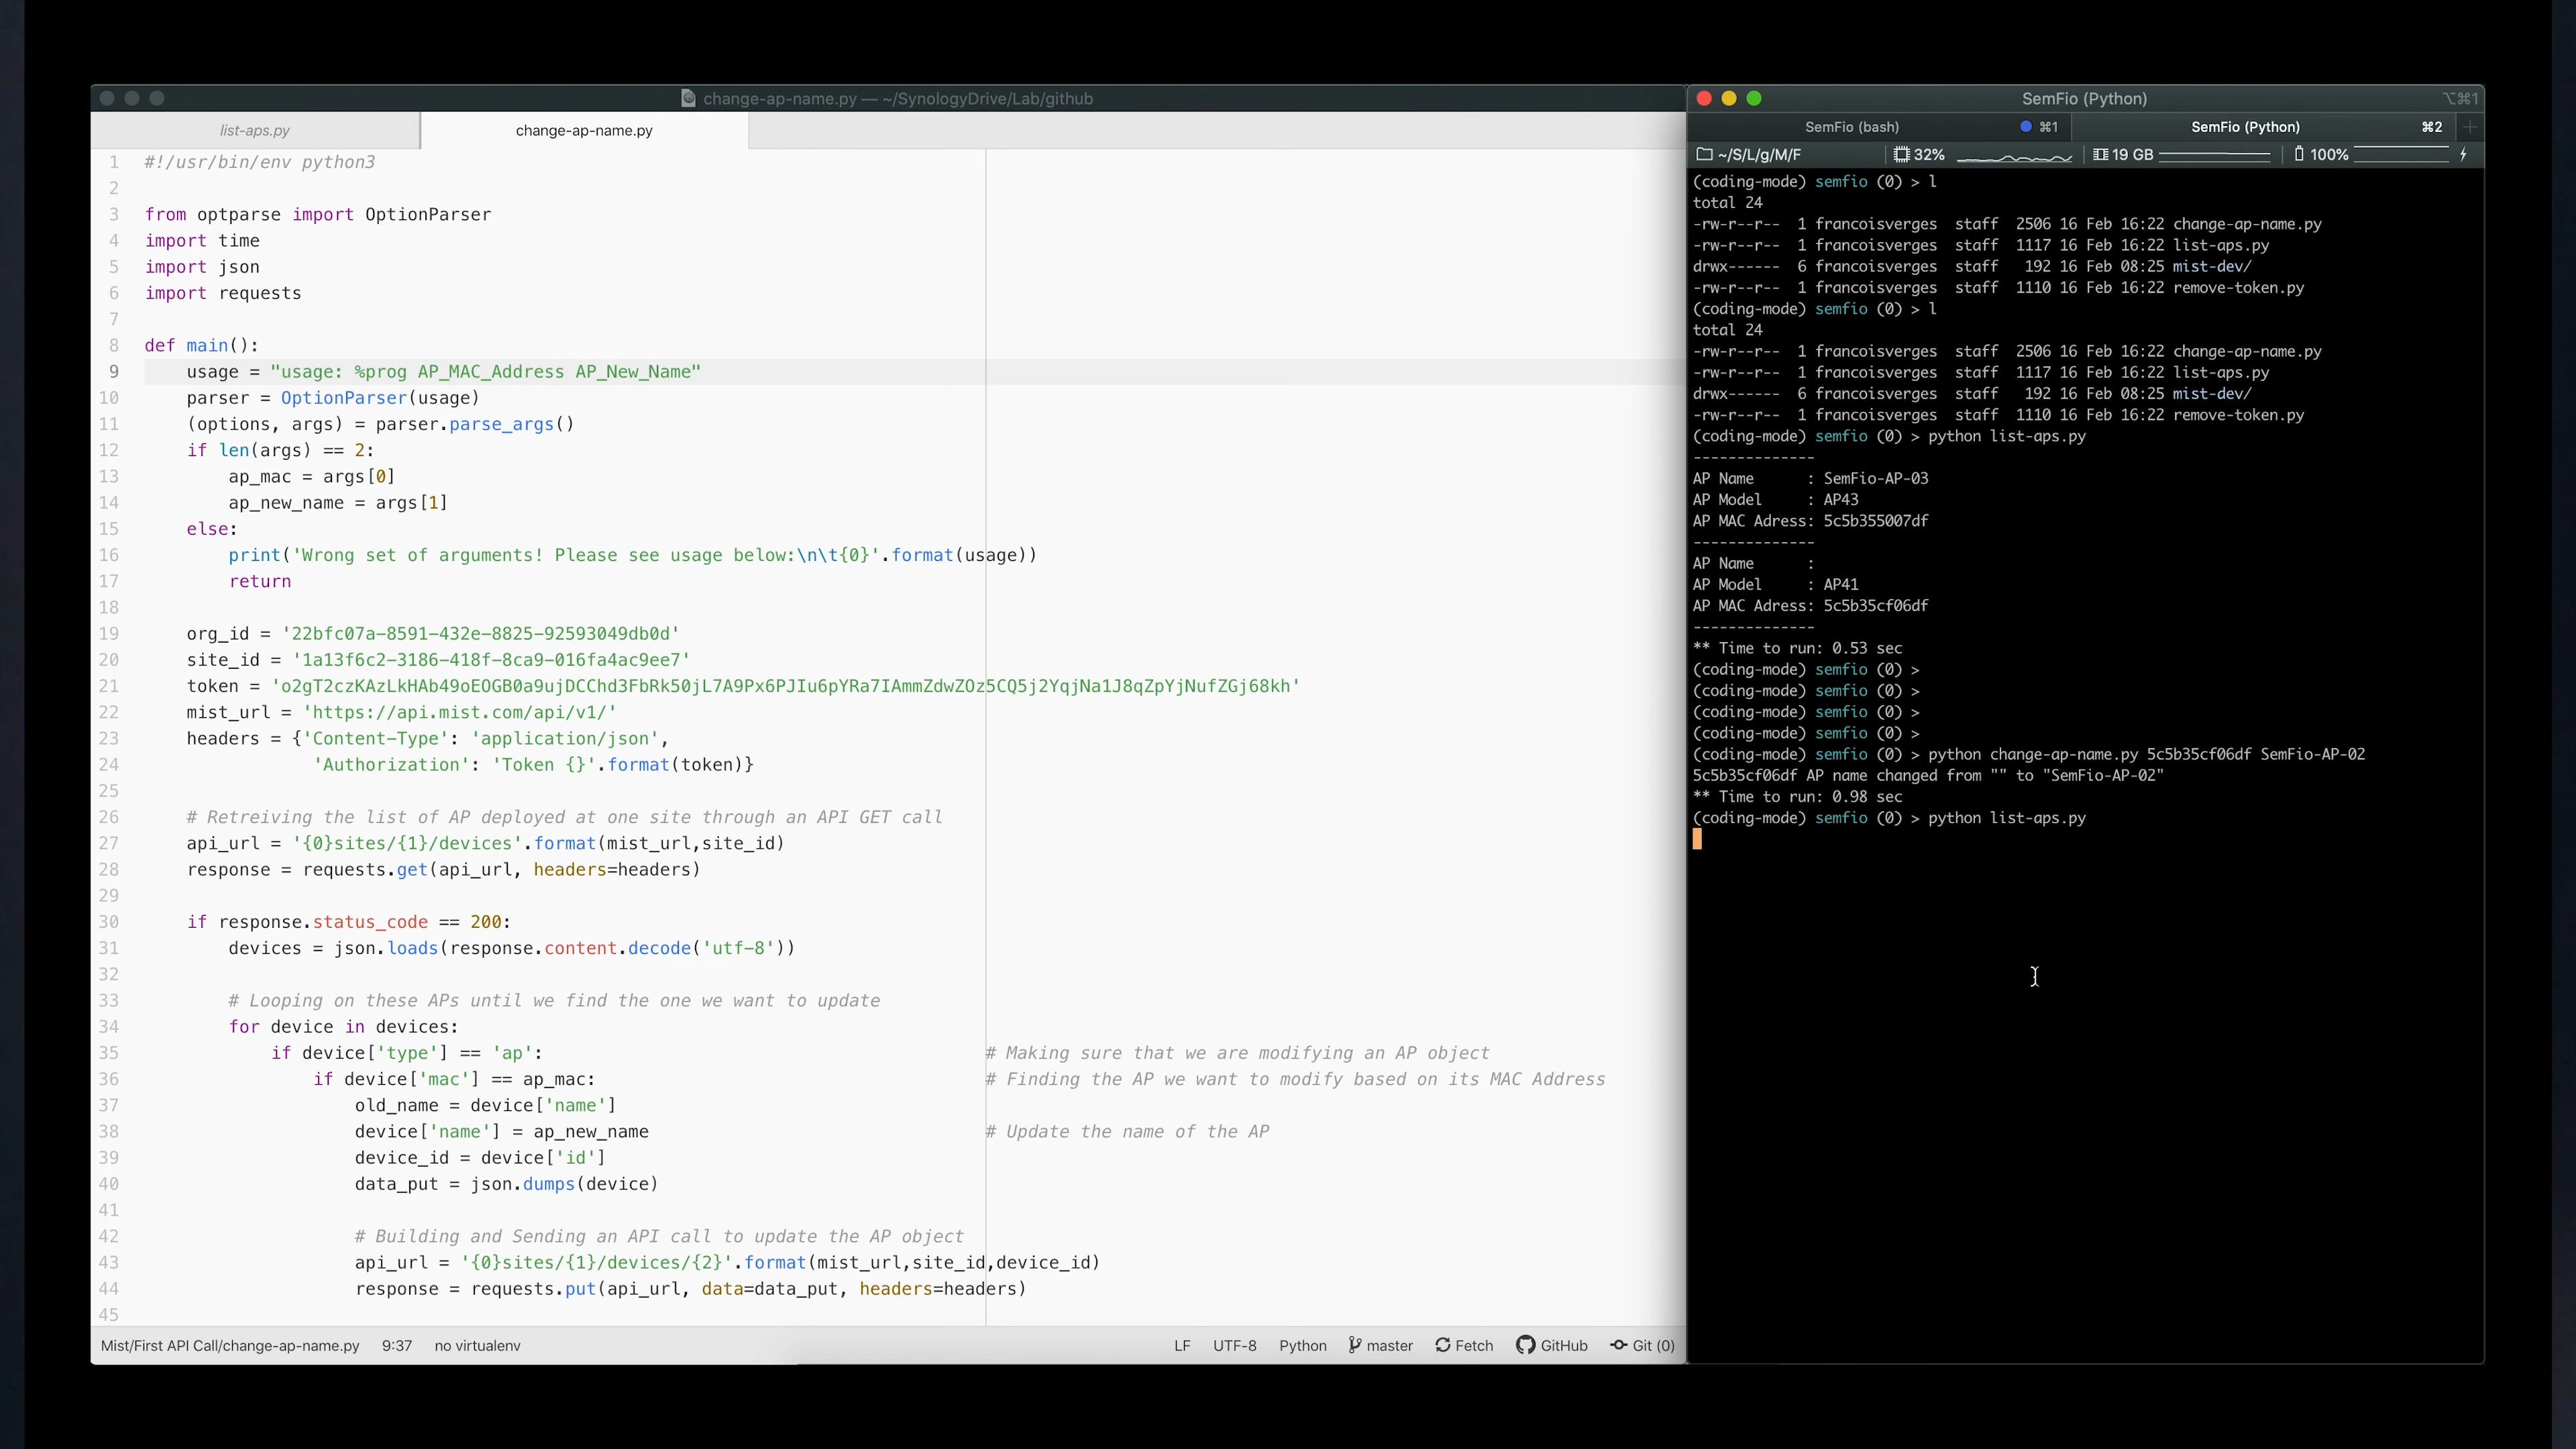 change-ap-name.py — ~/SynologyDrive/Lab/github
list-aps.py
change-ap-name.py
1 #!/usr/bin/env python3
2
3 from optparse import OptionParser
4 import time
5 import json
6 import requests
7
8 def main():
9 usage = "usage: %prog AP_MAC_Address AP_New_Name"
10 parser = OptionParser(usage)
11 (options, args) = parser.parse_args()
12 if len(args) == 2:
13 ap_mac = args[0]
14 ap_new_name = args[1]
15 else:
16 print('Wrong set of arguments! Please see usage below:\n\t{0}'.format(usage))
17 return
18
19 org_id = '22bfc07a-8591-432e-8825-92593049db0d'
20 site_id = '1a13f6c2-3186-418f-8ca9-016fa4ac9ee7'
21 token = 'o2gT2czKAzLkHAb49oEOGB0a9ujDCChd3FbRk50jL7A9Px6PJIu6pYRa7IAmmZdwZOz5CQ5j2YqjNa1J8qZpYjNufZGj68kh'
22 mist_url = 'https://api.mist.com/api/v1/'
23 headers = {'Content-Type': 'application/json',
24 'Authorization': 'Token {}'.format(token)}
25
26 # Retreiving the list of AP deployed at one site through an API GET call
27 api_url = '{0}sites/{1}/devices'.format(mist_url,site_id)
28 response = requests.get(api_url, headers=headers)
29
30 if response.status_code == 200:
31 devices = json.loads(response.content.decode('utf-8'))
32
33 # Looping on these APs until we find the one we want to update
34 for device in devices:
35 if device['type'] == 'ap': # Making sure that we are modifying an AP object
36 if device['mac'] == ap_mac: # Finding the AP we want to modify based on its MAC Address
37 old_name = device['name']
38 device['name'] = ap_new_name # Update the name of the AP
39 device_id = device['id']
40 data_put = json.dumps(device)
41
42 # Building and Sending an API call to update the AP object
43 api_url = '{0}sites/{1}/devices/{2}'.format(mist_url,site_id,device_id)
44 response = requests.put(api_url, data=data_put, headers=headers)
45
Mist/First API Call/change-ap-name.py 9:37 no virtualenv LF UTF-8 Python master Fetch GitHub Git (0)
SemFio (Python) ⌥⌘1
SemFio (bash) ⌘1 SemFio (Python) ⌘2 +
~/S/L/g/M/F 32% 19 GB 100%
(coding-mode) semfio (0) > l
total 24
-rw-r--r-- 1 francoisverges staff 2506 16 Feb 16:22 change-ap-name.py
-rw-r--r-- 1 francoisverges staff 1117 16 Feb 16:22 list-aps.py
drwx------ 6 francoisverges staff 192 16 Feb 08:25 mist-dev/
-rw-r--r-- 1 francoisverges staff 1110 16 Feb 16:22 remove-token.py
(coding-mode) semfio (0) > l
total 24
-rw-r--r-- 1 francoisverges staff 2506 16 Feb 16:22 change-ap-name.py
-rw-r--r-- 1 francoisverges staff 1117 16 Feb 16:22 list-aps.py
drwx------ 6 francoisverges staff 192 16 Feb 08:25 mist-dev/
-rw-r--r-- 1 francoisverges staff 1110 16 Feb 16:22 remove-token.py
(coding-mode) semfio (0) > python list-aps.py
--------------
AP Name : SemFio-AP-03
AP Model : AP43
AP MAC Adress: 5c5b355007df
--------------
AP Name :
AP Model : AP41
AP MAC Adress: 5c5b35cf06df
--------------
** Time to run: 0.53 sec
(coding-mode) semfio (0) >
(coding-mode) semfio (0) >
(coding-mode) semfio (0) >
(coding-mode) semfio (0) >
(coding-mode) semfio (0) > python change-ap-name.py 5c5b35cf06df SemFio-AP-02
5c5b35cf06df AP name changed from "" to "SemFio-AP-02"
** Time to run: 0.98 sec
(coding-mode) semfio (0) > python list-aps.py